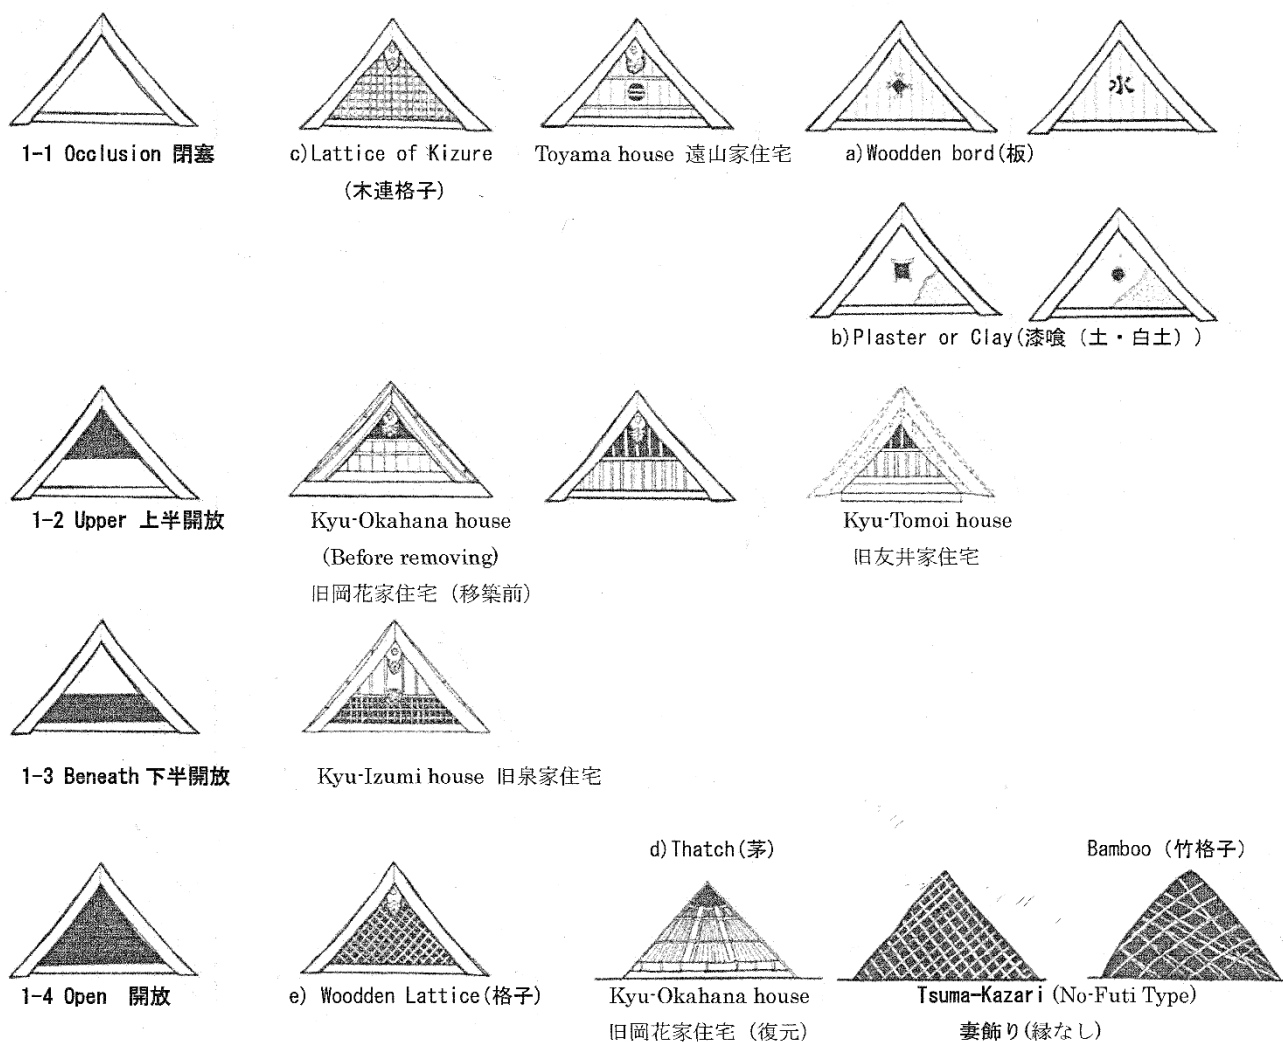 水
1-1 Occlusion 閉塞
c)Lattice of Kizure
(木連格子)
Toyama house 遠山家住宅
a)Woodden bord(板)
b)Plaster or Clay(漆喰（土・白土）)
1-2 Upper 上半開放
Kyu-Okahana house
(Before removing)
旧岡花家住宅（移築前）
Kyu-Tomoi house
旧友井家住宅
1-3 Beneath 下半開放
Kyu-Izumi house 旧泉家住宅
d)Thatch(茅)
Bamboo（竹格子）
1-4 Open 開放
e) Woodden Lattice(格子)
Kyu-Okahana house
旧岡花家住宅（復元）
Tsuma-Kazari (No-Futi Type)
妻飾り(縁なし)